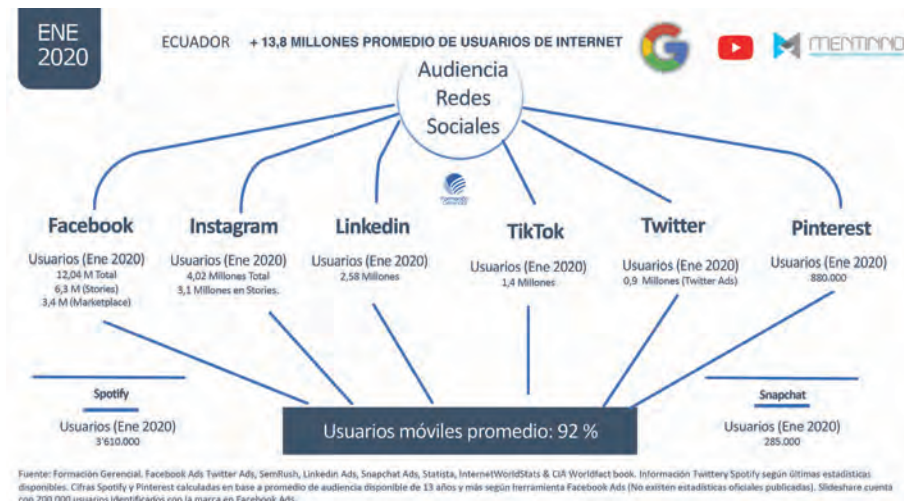 ENE
2020
ECUADOR + 13,8 MILLONES PROMEDIO DE USUARIOS DE INTERNET
MENTINNO
Audiencia
Redes
Sociales
Formación
Gerencial
Facebook
Usuarios (Ene 2020)
12,04 M Total
6,3 M (Stories)
3,4 M (Marketplace)
Instagram
Usuarios (Ene 2020)
4,02 Millones Total
3,1 Millones en Stories.
Linkedin
Usuarios (Ene 2020)
2,58 Millones
TikTok
Usuarios (Ene 2020)
1,4 Millones
Twitter
Usuarios (Ene 2020)
0,9 Millones (Twitter Ads)
Pinterest
Usuarios (Ene 2020)
880.000
Spotify
Usuarios (Ene 2020)
3'610.000
Usuarios móviles promedio: 92 %
Snapchat
Usuarios (Ene 2020)
285.000
Fuente: Formación Gerencial. Facebook Ads Twitter Ads, SemRush, Linkedin Ads, Snapchat Ads, Statista, InternetWorldStats & CIA Worldfact book. Información Twitter y Spotify según últimas estadísticas
disponibles. Cifras Spotify y Pinterest calculadas en base a promedio de audiencia disponible de 13 años y más según herramienta Facebook Ads (No existen estadísticas oficiales publicadas). Slideshare cuenta
con 200.000 usuarios identificados con la marca en Facebook Ads.